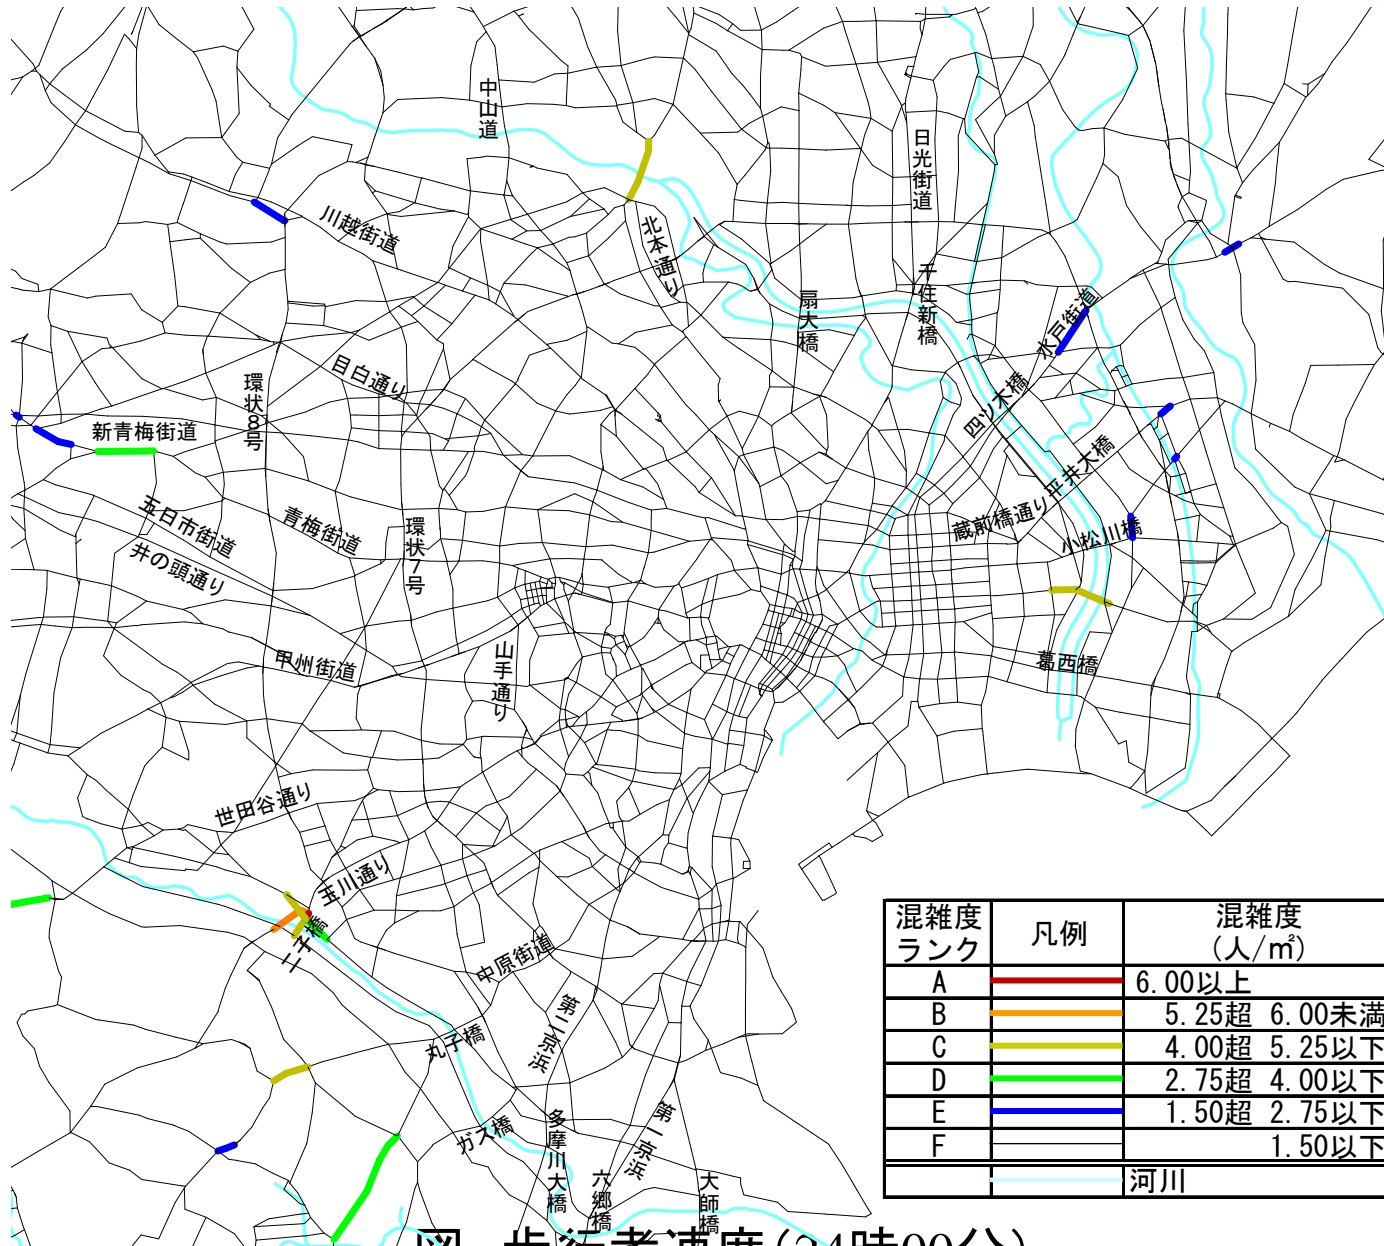 中山道
日光街道
川越街道
北本通り
千住新橋
扇大橋
水戸街道
目白通り
環状8号
四ツ木橋
新青梅街道
平井大橋
五日市街道
青梅街道
環状7号
蔵前橋通り
小松川橋
井の頭通り
甲州街道
山手通り
葛西橋
世田谷通り
玉川通り
二子橋
中原街道
第二京浜
丸子橋
ガス橋
多摩川大橋
第一京浜
六郷橋
大師橋
混雑度ランク 凡例 混雑度(人/㎡)
A 6.00以上
B 5.25超 6.00未満
C 4.00超 5.25以下
D 2.75超 4.00以下
E 1.50超 2.75以下
F 1.50以下
河川